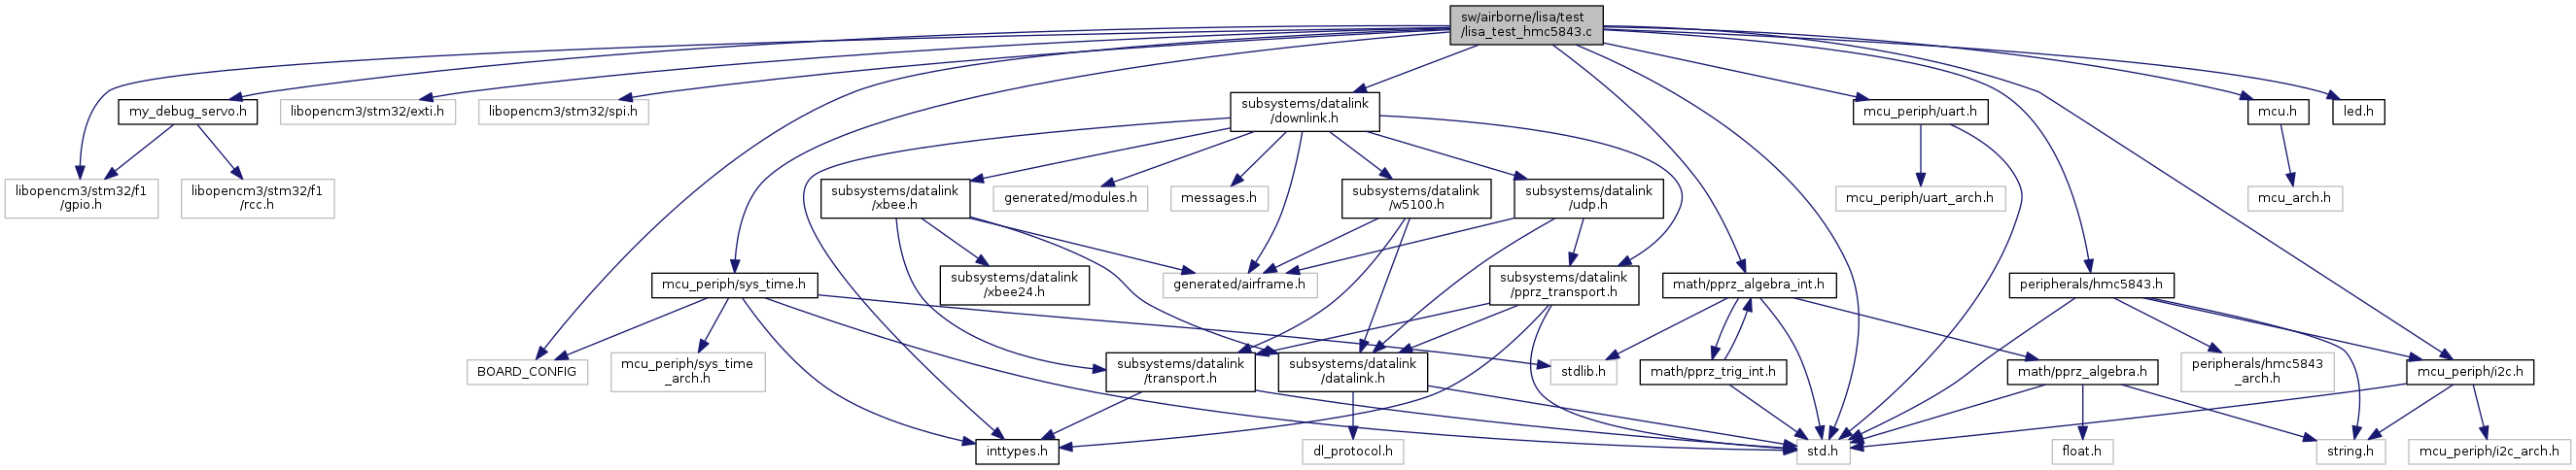 sw/airborne/lisa/test
/lisa_test_hmc5843.c
my_debug_servo.h
libopencm3/stm32/exti.h
libopencm3/stm32/spi.h
subsystems/datalink
/downlink.h
mcu_periph/uart.h
mcu.h
led.h
libopencm3/stm32/f1
/gpio.h
libopencm3/stm32/f1
/rcc.h
subsystems/datalink
/xbee.h
generated/modules.h
messages.h
subsystems/datalink
/w5100.h
subsystems/datalink
/udp.h
mcu_periph/uart_arch.h
mcu_arch.h
mcu_periph/sys_time.h
subsystems/datalink
/xbee24.h
generated/airframe.h
subsystems/datalink
/pprz_transport.h
math/pprz_algebra_int.h
peripherals/hmc5843.h
BOARD_CONFIG
mcu_periph/sys_time
_arch.h
subsystems/datalink
/transport.h
subsystems/datalink
/datalink.h
stdlib.h
math/pprz_trig_int.h
math/pprz_algebra.h
peripherals/hmc5843
_arch.h
mcu_periph/i2c.h
inttypes.h
dl_protocol.h
std.h
float.h
string.h
mcu_periph/i2c_arch.h